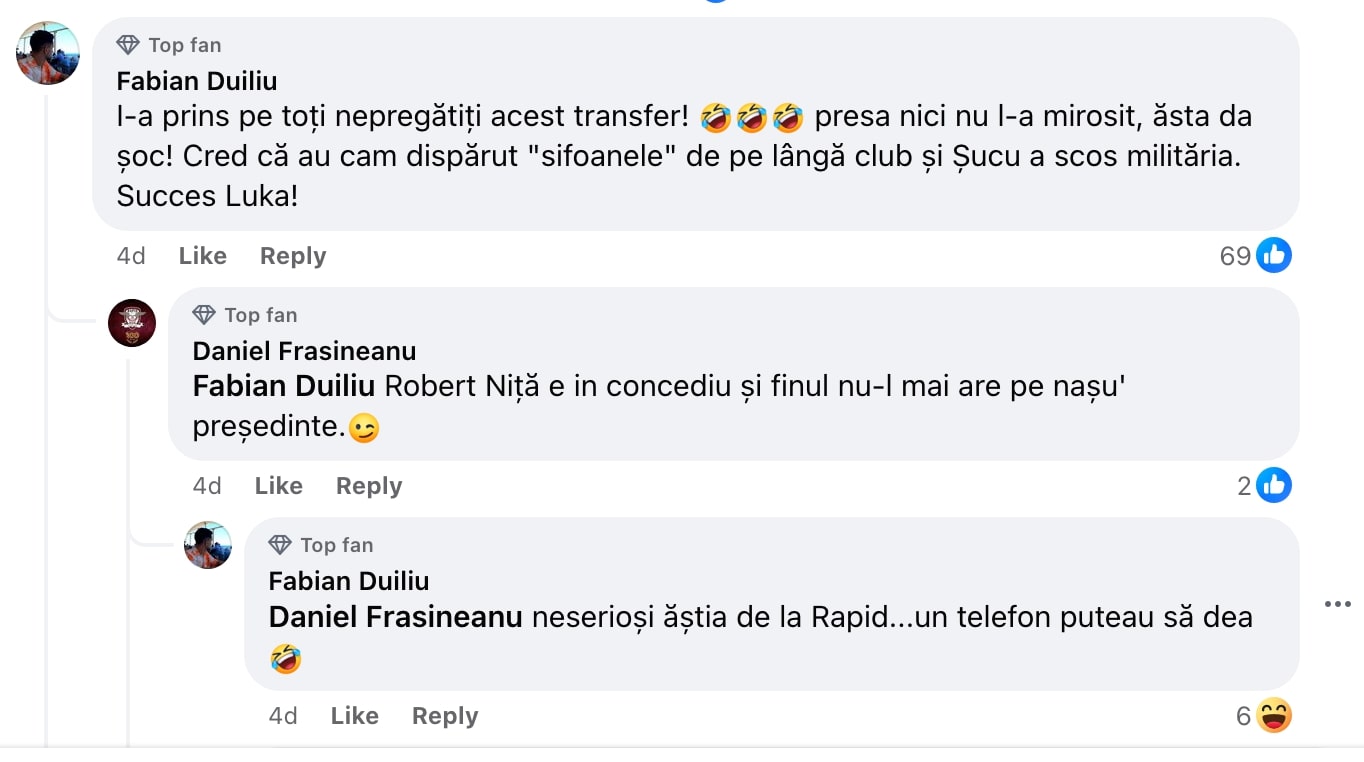 Top fan
Fabian Duiliu
I-a prins pe toți nepregătiți acest transfer! 🤣🤣🤣 presa nici nu l-a mirosit, ăsta da
șoc! Cred că au cam dispărut "sifoanele" de pe lângă club și Șucu a scos milităria.
Succes Luka!
4d Like Reply 69
Top fan
Daniel Frasineanu
Fabian Duiliu Robert Niță e in concediu și finul nu-l mai are pe nașu'
președinte.😉
4d Like Reply 2
Top fan
Fabian Duiliu
Daniel Frasineanu neserioși ăștia de la Rapid...un telefon puteau să dea
🤣
4d Like Reply 6